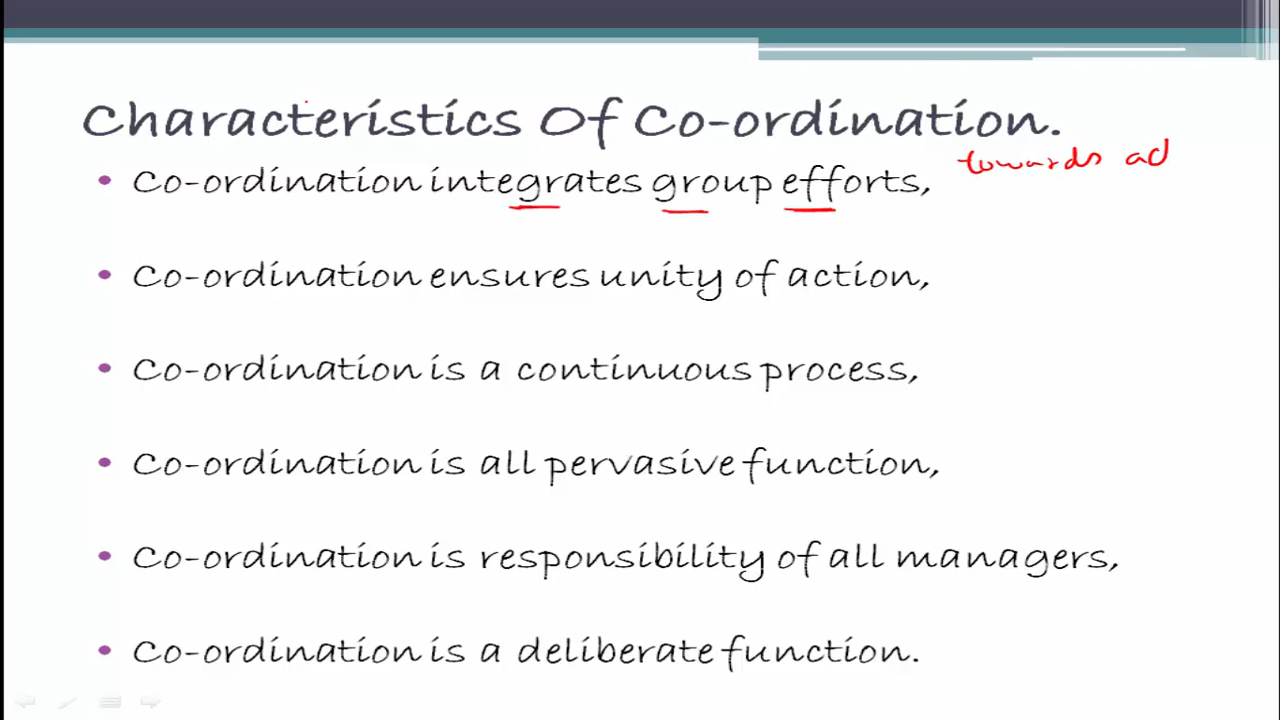 Characteristics Of Co-ordination.
towards ad
• Co-ordination integrates group efforts,
• Co-ordination ensures unity of action,
• Co-ordination is a continuous process,
• Co-ordination is all pervasive function,
• Co-ordination is responsibility of all managers,
• Co-ordination is a deliberate function.